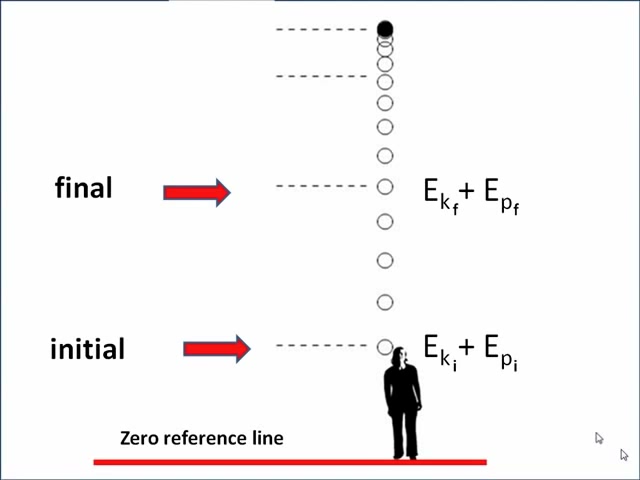 final
E_k_f + E_p_f
initial
E_k_i + E_p_i
Zero reference line